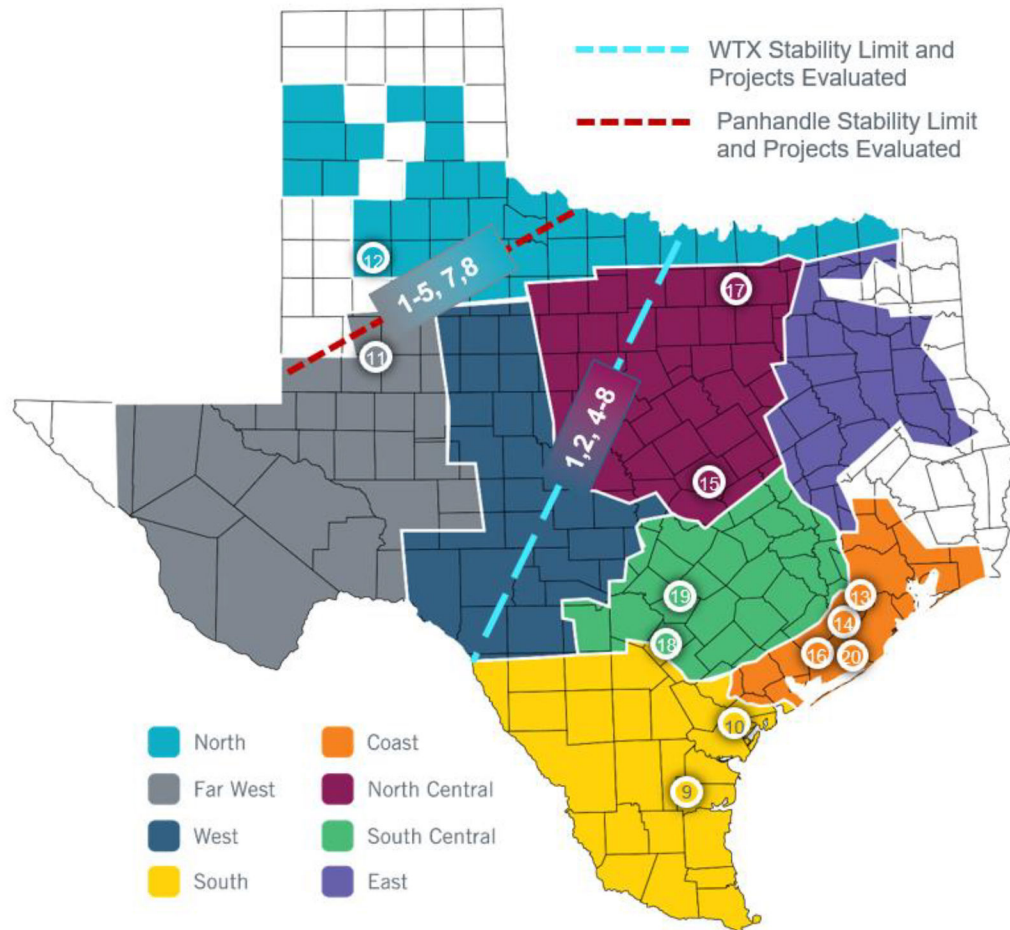 WTX Stability Limit and
Projects Evaluated
Panhandle Stability Limit
and Projects Evaluated
12
1-5, 7,8
17
11
1,2, 4-8
15
19
13
14
18
16
20
10
9
North
Coast
Far West
North Central
West
South Central
South
East